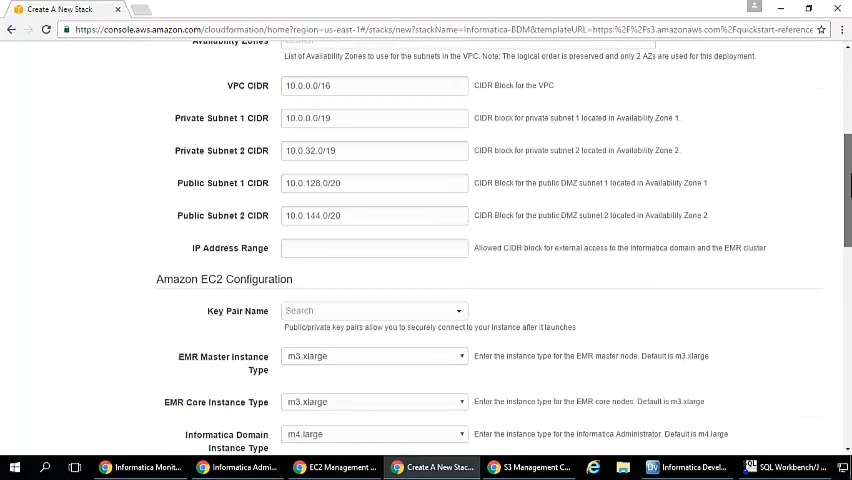 Create A New Stack
https://console.aws.amazon.com/cloudformation/home?region=us-east-1#/stacks/new?stackName=Informatica-BDM&templateURL=https:%2F%2Fs3.amazonaws.com%2Fquickstart-reference
Availability Zones
Search
List of Availability Zones to use for the subnets in the VPC. Note: The logical order is preserved and only 2 AZs are used for this deployment.
VPC CIDR 10.0.0.0/16 CIDR Block for the VPC
Private Subnet 1 CIDR 10.0.0.0/19 CIDR block for private subnet 1 located in Availability Zone 1.
Private Subnet 2 CIDR 10.0.32.0/19 CIDR block for private subnet 2 located in Availability Zone 2.
Public Subnet 1 CIDR 10.0.128.0/20 CIDR Block for the public DMZ subnet 1 located in Availability Zone 1
Public Subnet 2 CIDR 10.0.144.0/20 CIDR Block for the public DMZ subnet 2 located in Availability Zone 2
IP Address Range Allowed CIDR block for external access to the Informatica domain and the EMR cluster
Amazon EC2 Configuration
Key Pair Name Search
Public/private key pairs allow you to securely connect to your instance after it launches
EMR Master Instance m3.xlarge Enter the instance type for the EMR master node. Default is m3.xlarge
Type
EMR Core Instance Type m3.xlarge Enter the instance type for the EMR core nodes. Default is m3.xlarge
Informatica Domain m4.large Enter the instance type for the Informatica Administrator. Default is m4.large
Instance Type
Informatica Monit... Informatica Admi... EC2 Management ... Create A New Stac... S3 Management C... Informatica Devel... SQL Workbench/J ...